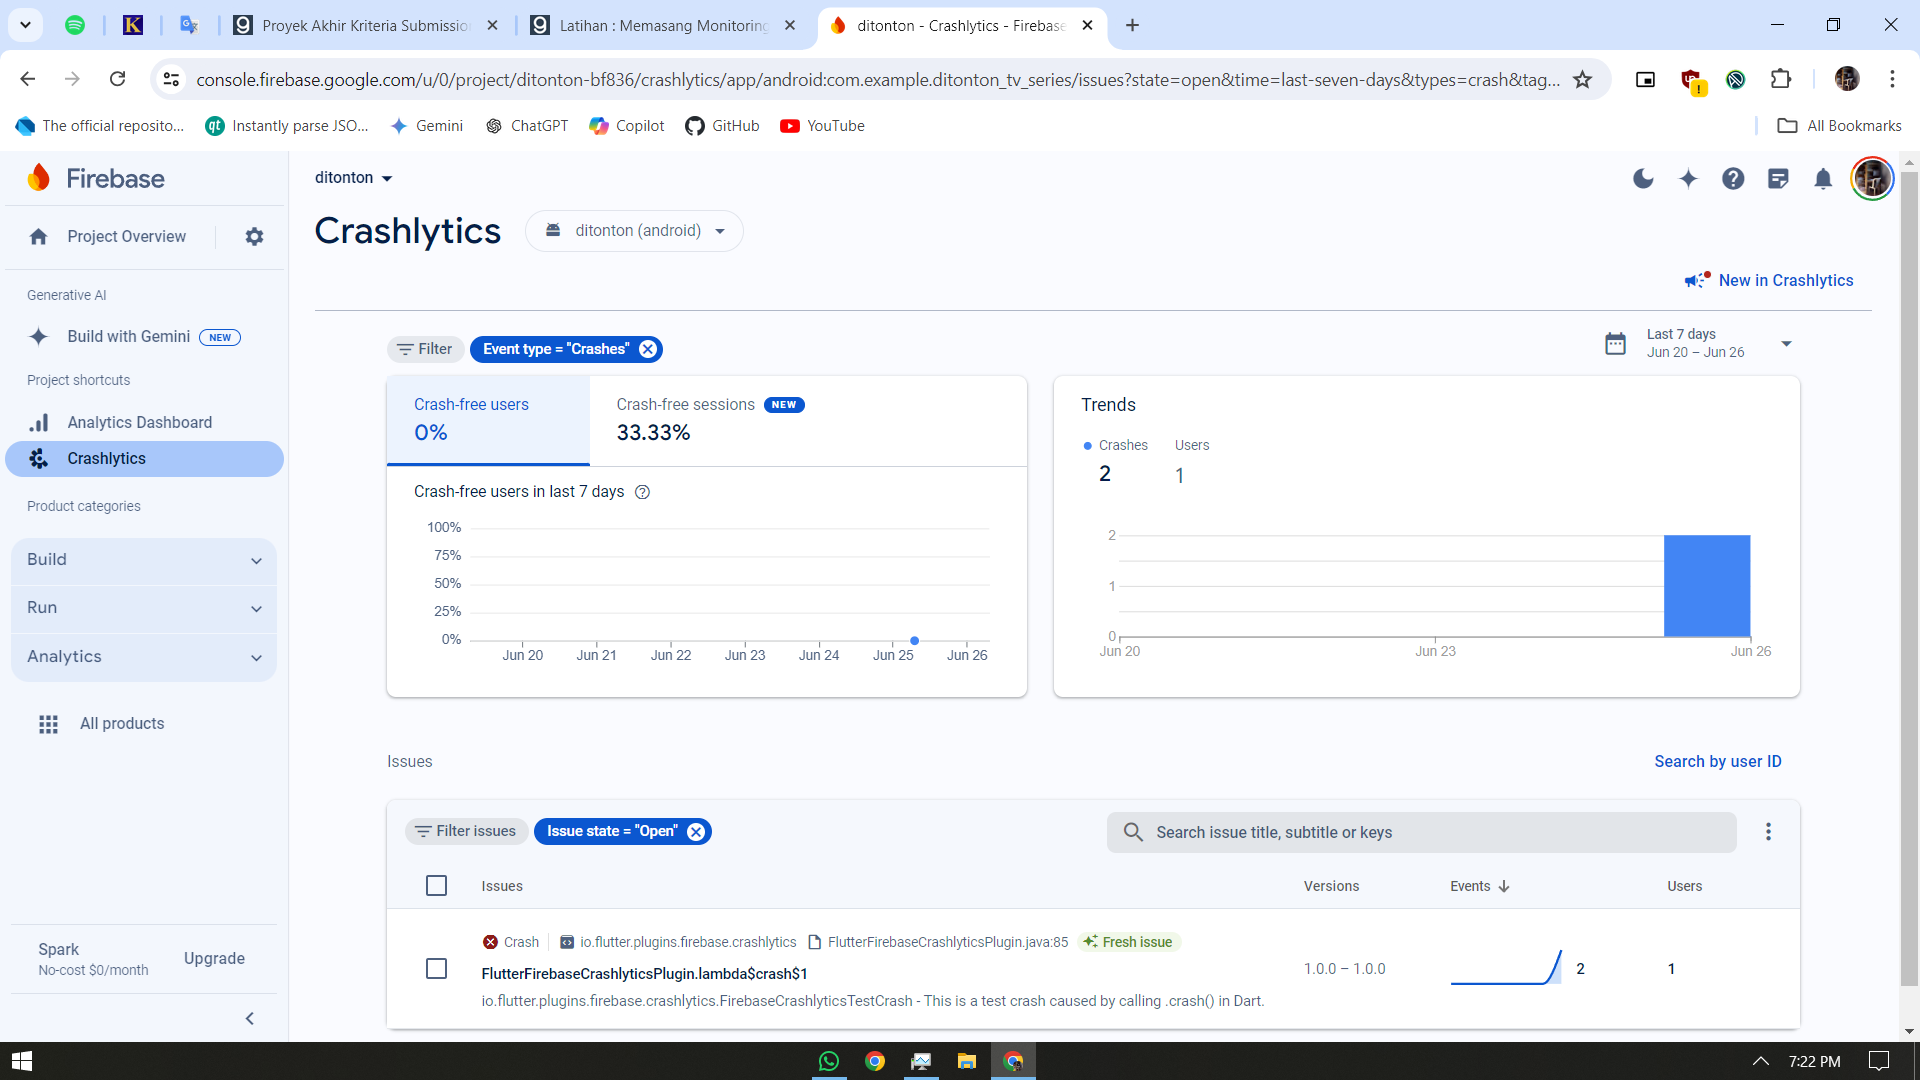 Proyek Akhir Kriteria Submissio
Latihan : Memasang Monitoring
ditonton - Crashlytics - Firebase
console.firebase.google.com/u/0/project/ditonton-bf836/crashlytics/app/android:com.example.ditonton_tv_series/issues?state=open&time=last-seven-days&types=crash&tag...
The official reposito...
Instantly parse JSO...
Gemini
ChatGPT
Copilot
GitHub
YouTube
All Bookmarks
Firebase
Project Overview
Generative AI
Build with Gemini NEW
Project shortcuts
Analytics Dashboard
Crashlytics
Product categories
Build
Run
Analytics
All products
Spark
No-cost $0/month
Upgrade
ditonton
Crashlytics
ditonton (android)
New in Crashlytics
Filter
Event type = "Crashes"
Last 7 days
Jun 20 – Jun 26
Crash-free users
0%
Crash-free sessions NEW
33.33%
Crash-free users in last 7 days
100%
75%
50%
25%
0%
Jun 20 Jun 21 Jun 22 Jun 23 Jun 24 Jun 25 Jun 26
Trends
Crashes
2
Users
1
2
1
0
Jun 20 Jun 23 Jun 26
Issues
Search by user ID
Filter issues
Issue state = "Open"
Search issue title, subtitle or keys
Issues Versions Events Users
Crash io.flutter.plugins.firebase.crashlytics FlutterFirebaseCrashlyticsPlugin.java:85 Fresh issue
FlutterFirebaseCrashlyticsPlugin.lambda$crash$1
io.flutter.plugins.firebase.crashlytics.FirebaseCrashlyticsTestCrash - This is a test crash caused by calling .crash() in Dart.
1.0.0 – 1.0.0
2
1
7:22 PM